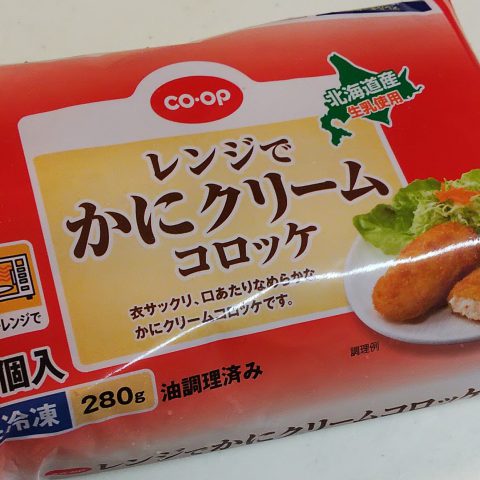 co·op
北海道産
生乳使用
レンジで
かにクリーム
コロッケ
衣サックリ、口あたりなめらかな
かにクリームコロッケです。
レンジで
調理例
個入
冷凍
280g
油調理済み
co·op
レンジでかにクリームコロッケ